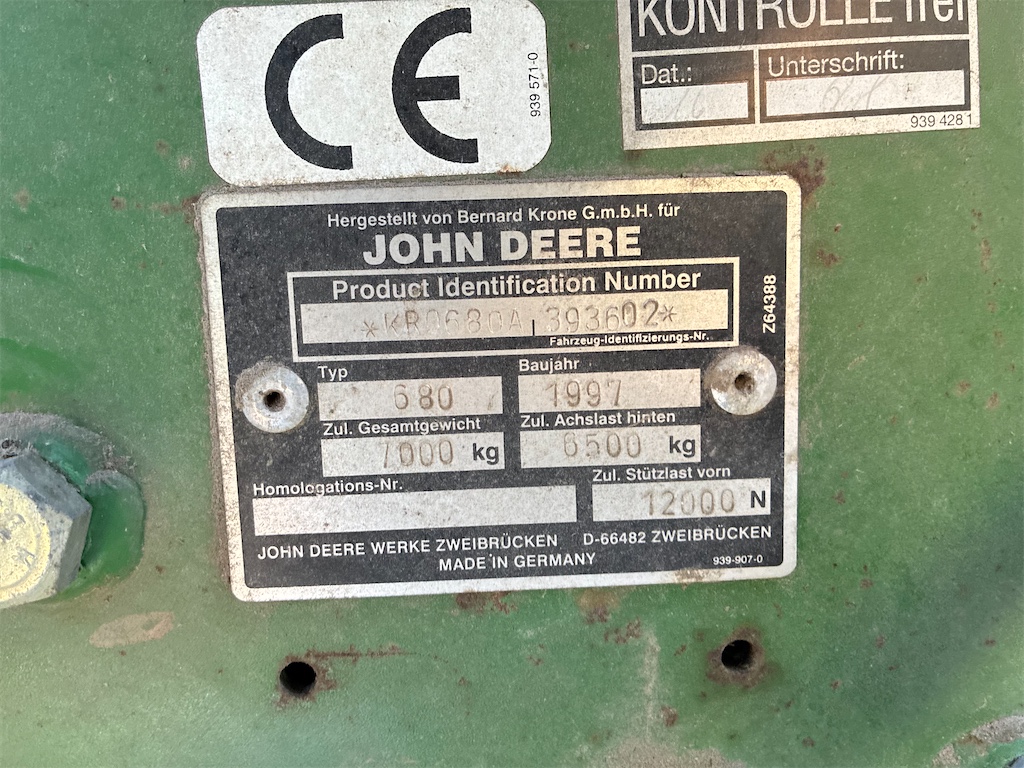 CE
939 571-0
KONTROLLE frei
Dat.:
Unterschrift:
16
939 428 1
Hergestellt von Bernard Krone G.m.b.H. für
JOHN DEERE
Product Identification Number
*KR0680A 393602*
Fahrzeug-Identifizierungs-Nr.
Z64388
Typ
Baujahr
680
1997
Zul. Gesamtgewicht
Zul. Achslast hinten
7000 kg
6500 kg
Homologations-Nr.
Zul. Stützlast vorn
12000 N
JOHN DEERE WERKE ZWEIBRÜCKEN D-66482 ZWEIBRÜCKEN
MADE IN GERMANY
939-907-0